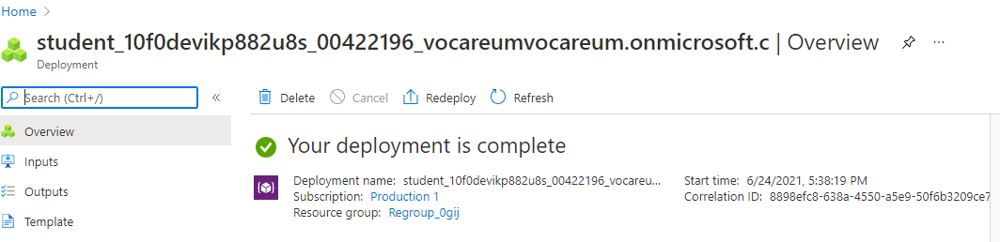 Home >
student_10f0devikp882u8s_00422196_vocareumvocareum.onmicrosoft.c | Overview ...
Deployment
Search (Ctrl+/) «
Delete Cancel Redeploy Refresh
Overview
Inputs
Outputs
Template
Your deployment is complete
Deployment name: student_10f0devikp882u8s_00422196_vocareu...
Subscription: Production 1
Resource group: Regroup_0gij
Start time: 6/24/2021, 5:38:19 PM
Correlation ID: 8898efc8-638a-4550-a5e9-50f6b3209ce7